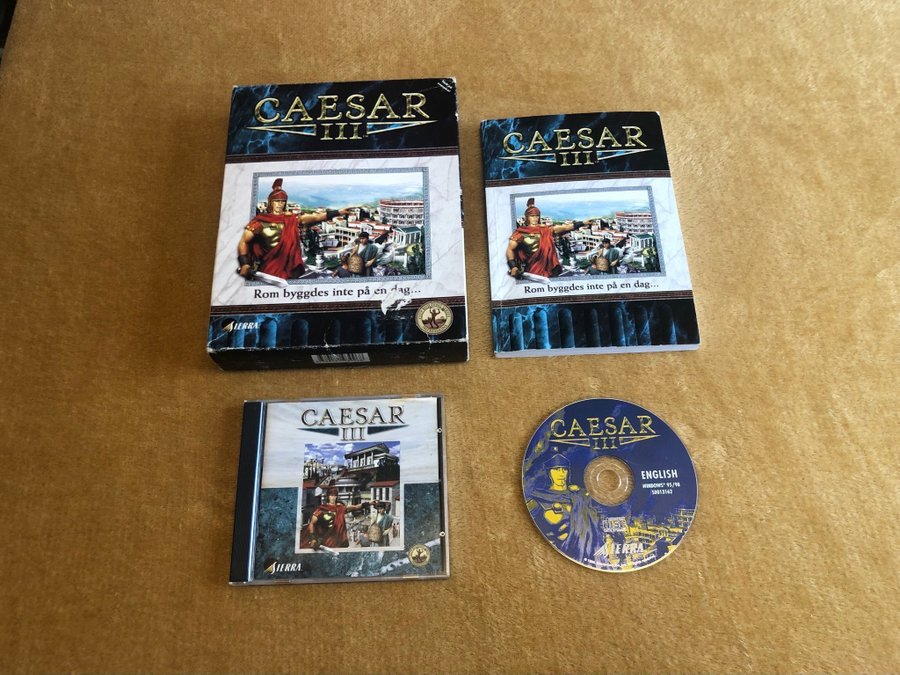 CAESAR
III
Rom byggdes inte på en dag...
SIERRA
CAESAR
III
Rom byggdes inte på en dag...
CAESAR
III
SIERRA
CAESAR
III
ENGLISH
WINDOWS® 95/98
S0013162
SIERRA